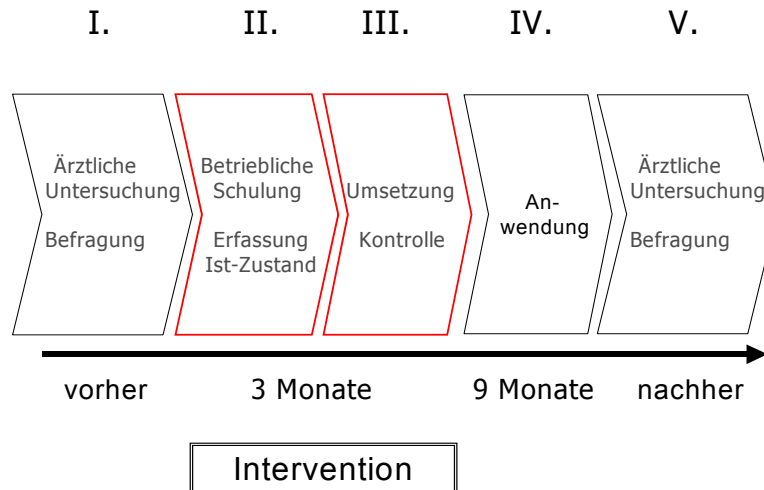 I.
II.
III.
IV.
V.
Ärztliche
Untersuchung
Befragung
Betriebliche
Schulung
Erfassung
Ist-Zustand
Umsetzung
Kontrolle
An-
wendung
Ärztliche
Untersuchung
Befragung
vorher
3 Monate
9 Monate
nachher
Intervention